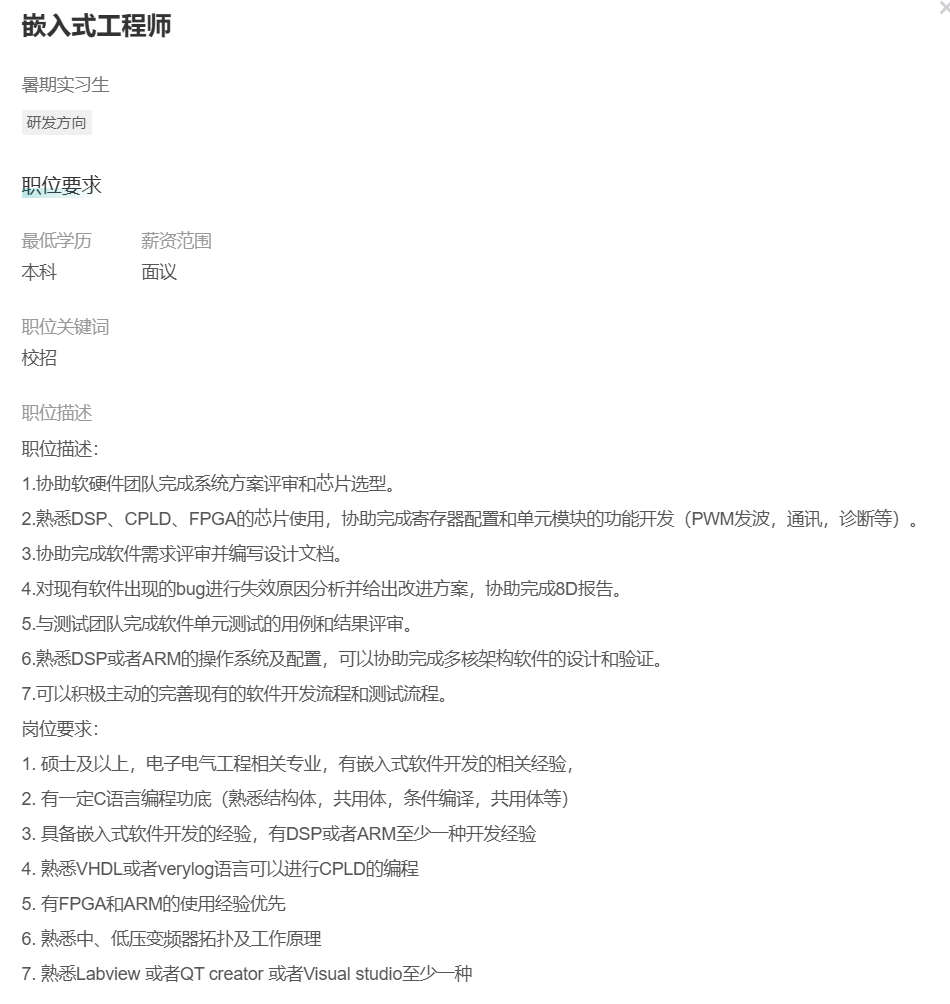 嵌入式工程师
暑期实习生
研发方向
职位要求
最低学历 薪资范围
本科 面议
职位关键词
校招
职位描述
职位描述：
1.协助软硬件团队完成系统方案评审和芯片选型。
2.熟悉DSP、CPLD、FPGA的芯片使用，协助完成寄存器配置和单元模块的功能开发（PWM发波，通讯，诊断等）。
3.协助完成软件需求评审并编写设计文档。
4.对现有软件出现的bug进行失效原因分析并给出改进方案，协助完成8D报告。
5.与测试团队完成软件单元测试的用例和结果评审。
6.熟悉DSP或者ARM的操作系统及配置，可以协助完成多核架构软件的设计和验证。
7.可以积极主动的完善现有的软件开发流程和测试流程。
岗位要求：
1. 硕士及以上，电子电气工程相关专业，有嵌入式软件开发的相关经验，
2. 有一定C语言编程功底（熟悉结构体，共用体，条件编译，共用体等）
3. 具备嵌入式软件开发的经验，有DSP或者ARM至少一种开发经验
4. 熟悉VHDL或者verylog语言可以进行CPLD的编程
5. 有FPGA和ARM的使用经验优先
6. 熟悉中、低压变频器拓扑及工作原理
7. 熟悉Labview 或者QT creator 或者Visual studio至少一种